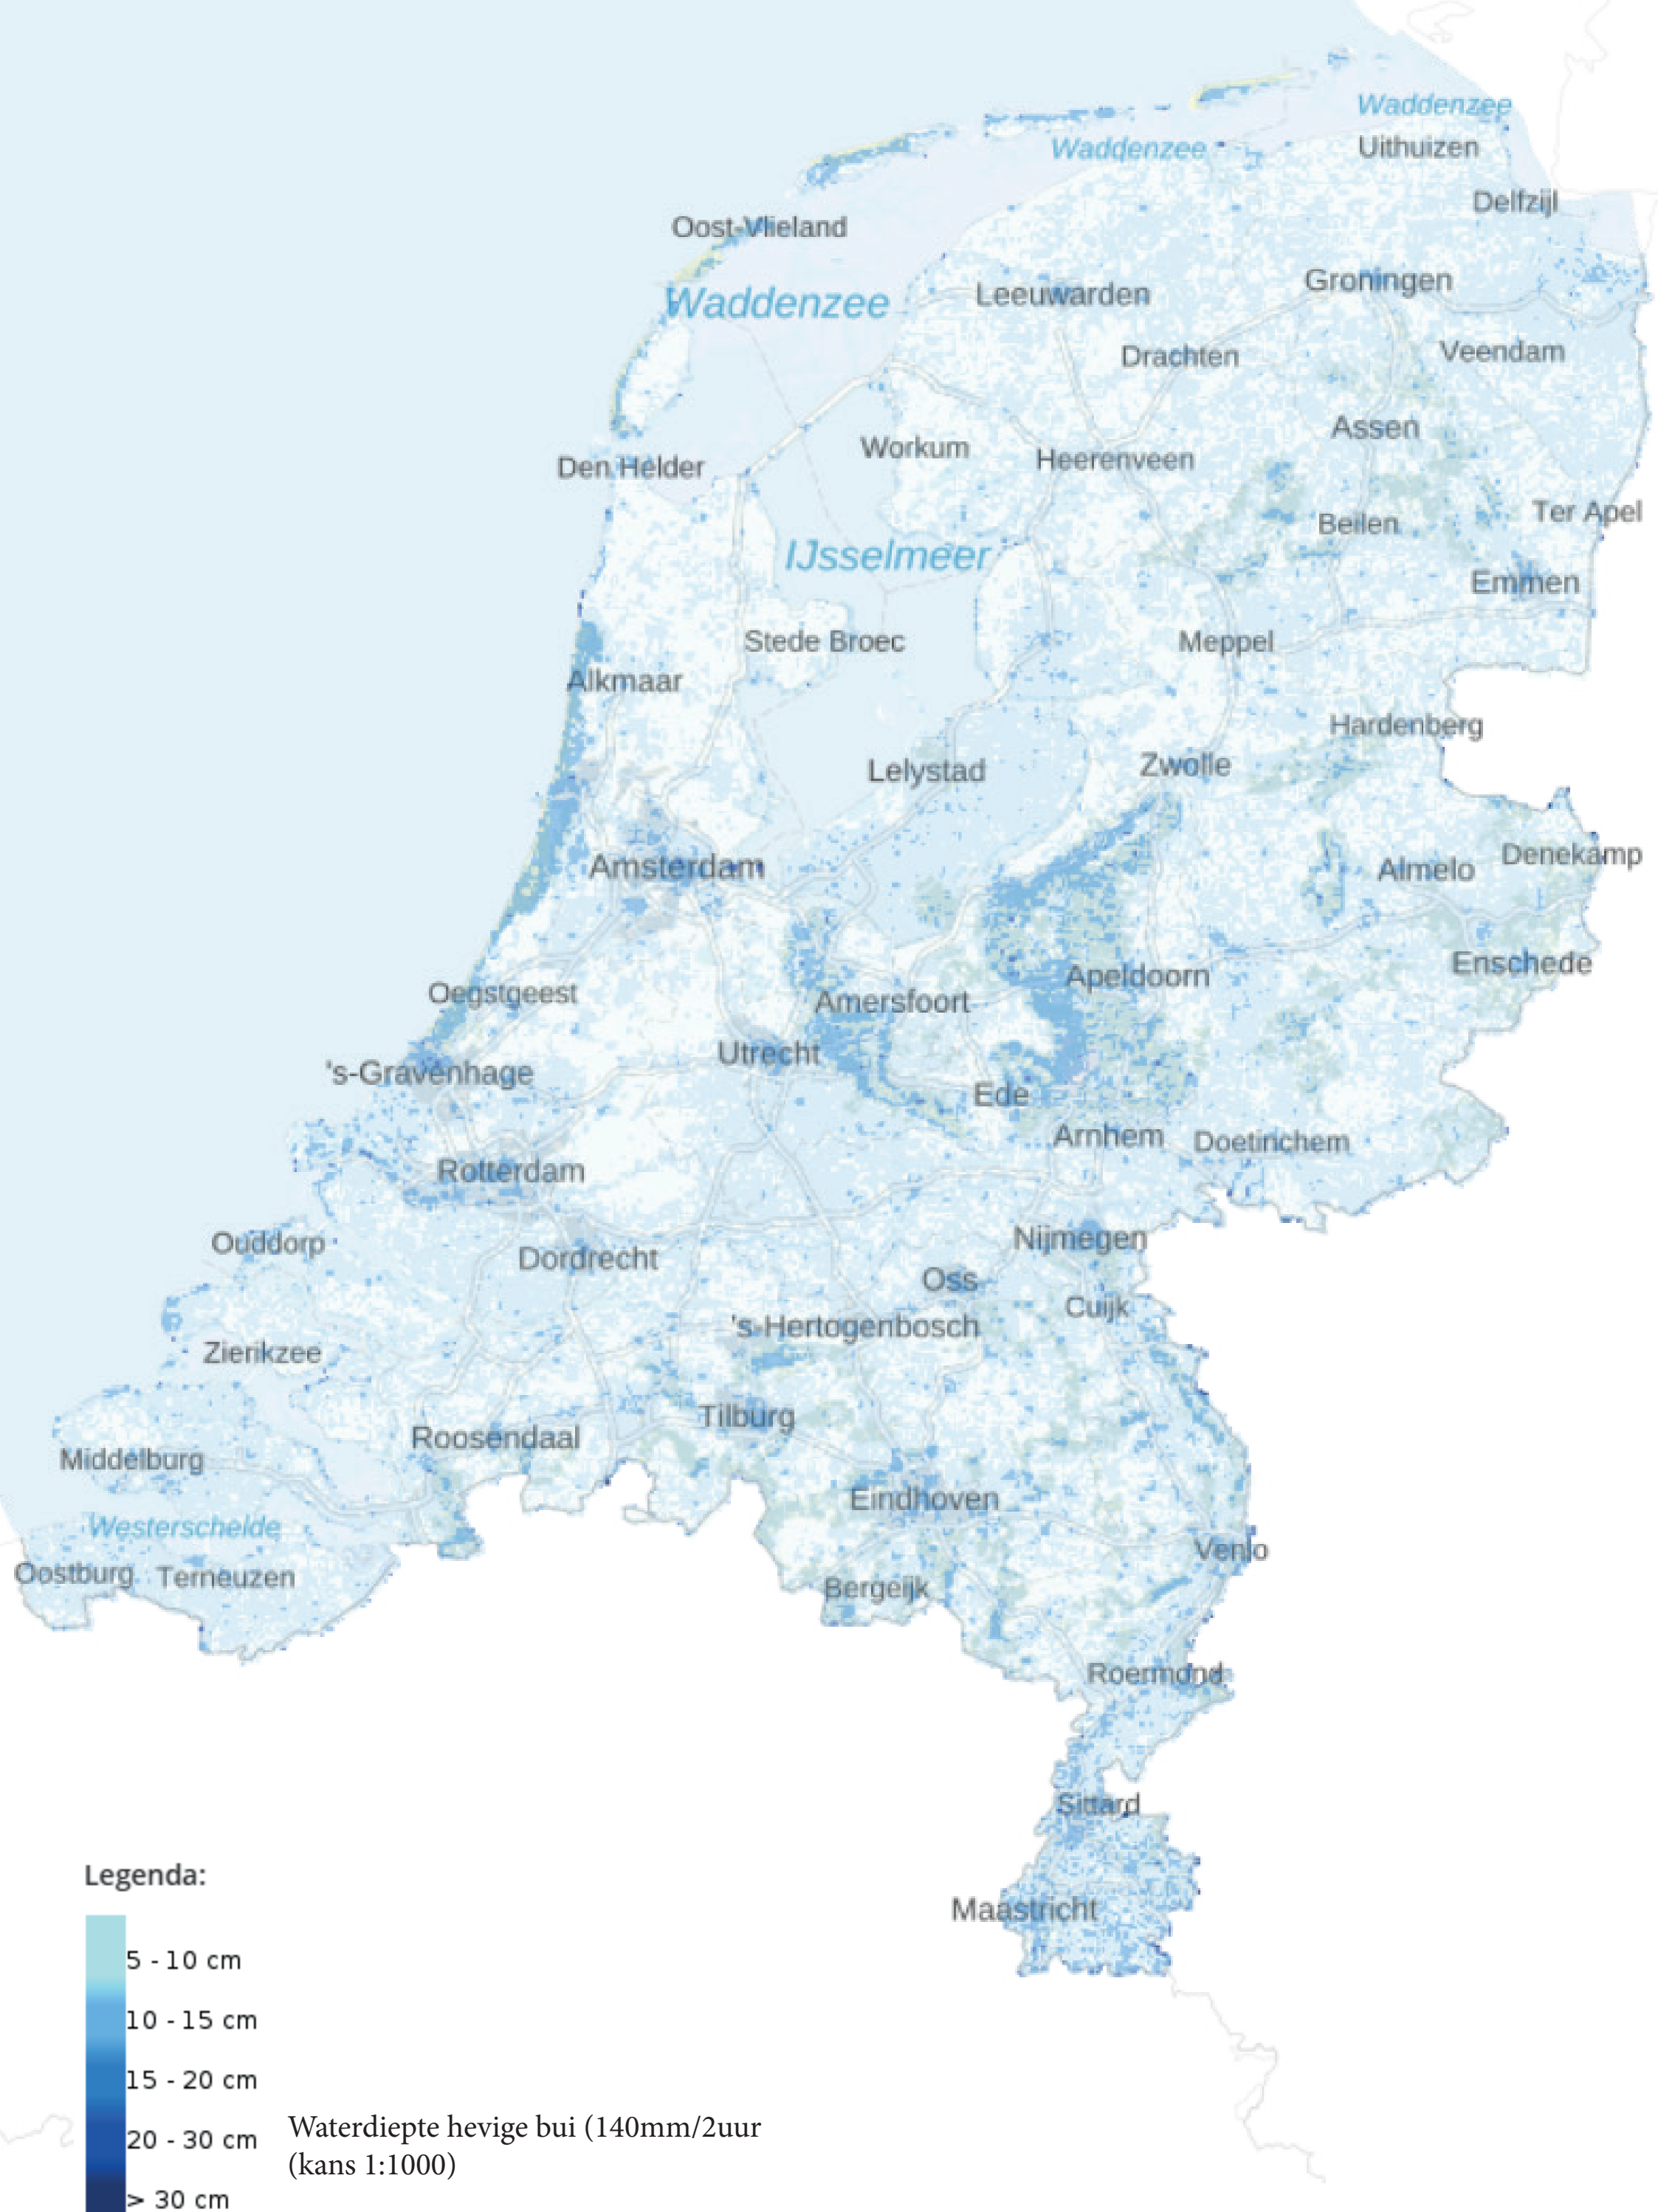 Waddenzee
Waddenzee
Uithuizen
Delfzijl
Oost-Vlieland
Groningen
Leeuwarden
Waddenzee
Drachten
Veendam
Assen
Workum
Heerenveen
Den Helder
Ter Apel
Beilen
IJsselmeer
Emmen
Stede Broec
Meppel
Alkmaar
Hardenberg
Zwolle
Lelystad
Denekamp
Amsterdam
Almelo
Enschede
Apeldoorn
Oegstgeest
Amersfoort
Utrecht
's-Gravenhage
Ede
Arnhem
Doetinchem
Rotterdam
Nijmegen
Ouddorp
Dordrecht
Oss
Cuijk
's-Hertogenbosch
Zierikzee
Tilburg
Roosendaal
Middelburg
Eindhoven
Westerschelde
Venlo
Oostburg
Terneuzen
Bergeijk
Roermond
Sittard
Maastricht
Legenda:
5 - 10 cm
10 - 15 cm
15 - 20 cm
20 - 30 cm
> 30 cm
Waterdiepte hevige bui (140mm/2uur
(kans 1:1000)